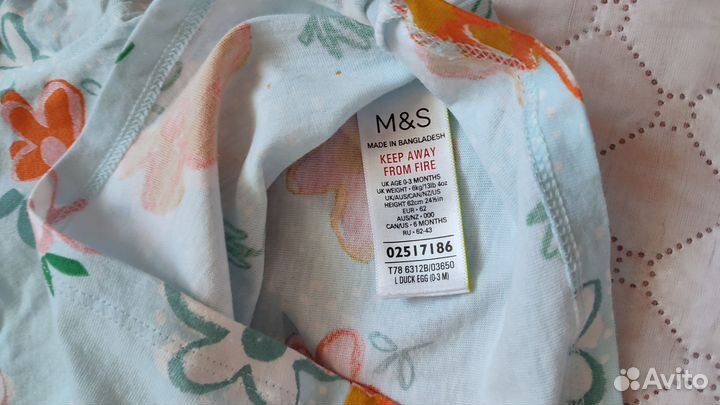 M&S
MADE IN BANGLADESH
KEEP AWAY
FROM FIRE
UK AGE 0-3 MONTHS
UK WEIGHT - 6kg/13lb 4oz
UK/AUS/CAN/NZ/US
HEIGHT 62cm 24½in
EUR - 62
AUS/NZ - 000
CAN/US - 6 MONTHS
RU - 62-43
02517186
T78 6312B/03650
L DUCK EGG (0-3 M)
Avito